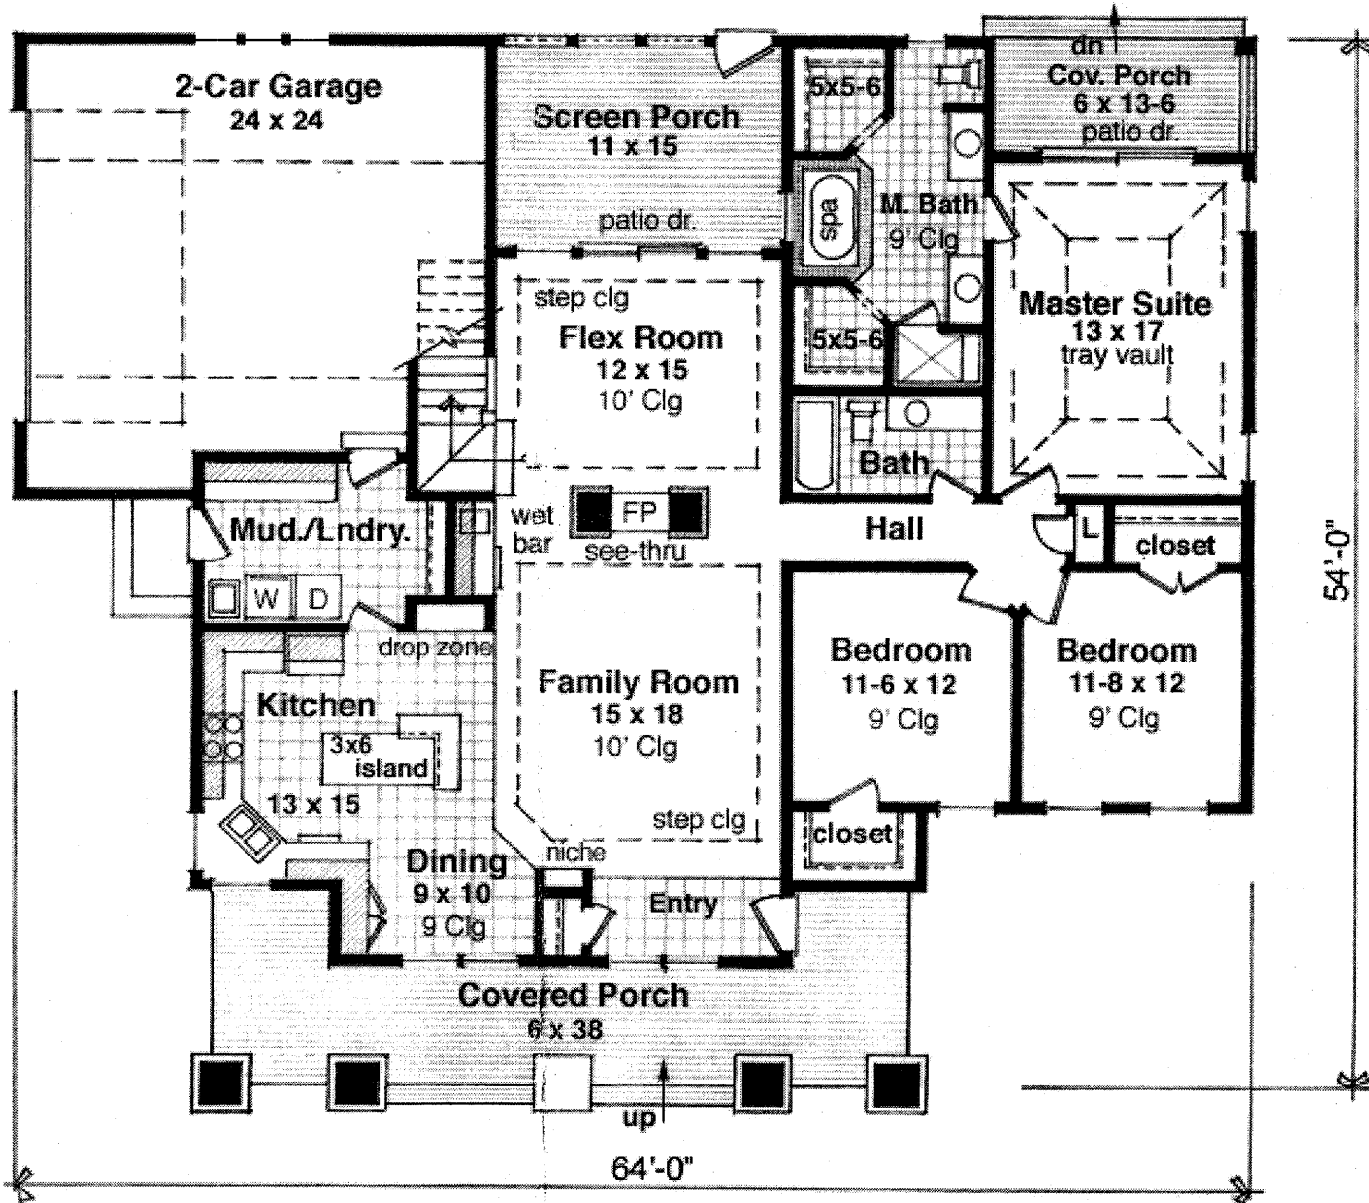 2-Car Garage
24 x 24
Screen Porch
11 x 15
patio dr.
5x5-6
dn
Cov. Porch
6 x 13-6
patio dr.
spa
M. Bath
9' Clg
step clg
Flex Room
12 x 15
10' Clg
5x5-6
Master Suite
13 x 17
tray vault
Bath
Mud./Lndry.
wet
bar
FP
see-thru
Hall
L
closet
W
D
drop zone
Kitchen
3x6
island
13 x 15
Family Room
15 x 18
10' Clg
step clg
Bedroom
11-6 x 12
9' Clg
Bedroom
11-8 x 12
9' Clg
closet
niche
Dining
9 x 10
9 Clg
Entry
Covered Porch
6 x 38
up
54'-0"
64'-0"